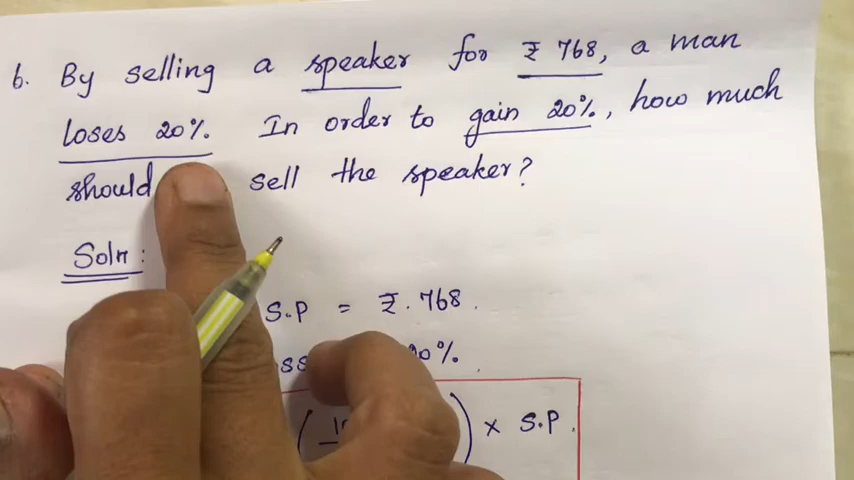 6. By selling a speaker for ₹ 768, a man
loses 20%. In order to gain 20%, how much
should sell the speaker?
Soln:
S.P = ₹. 768.
× S.P.